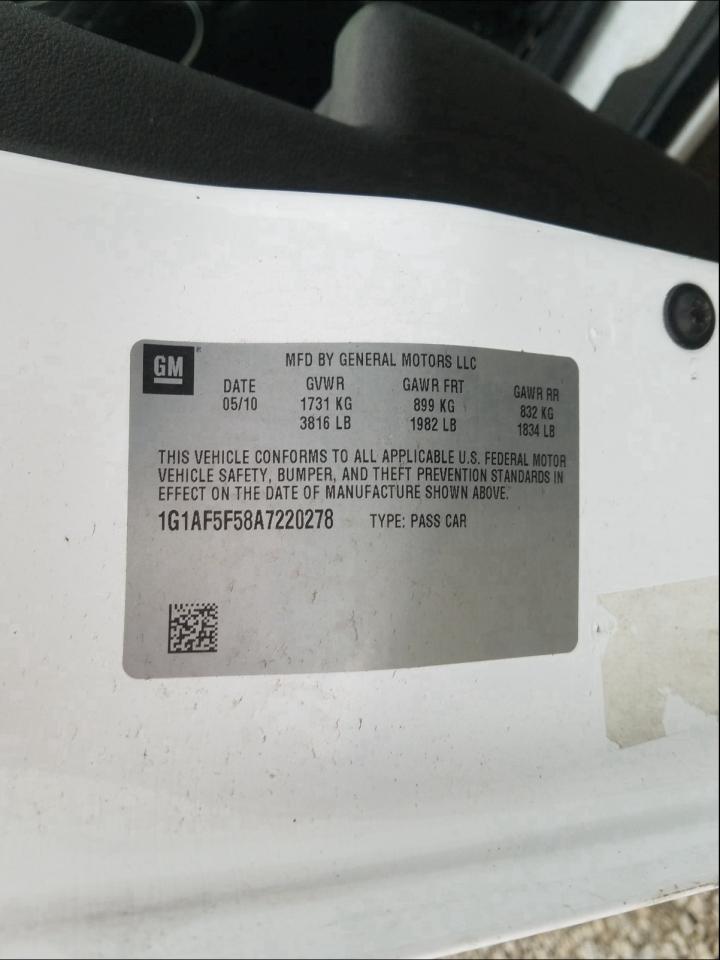 GM
MFD BY GENERAL MOTORS LLC
DATE GVWR GAWR FRT GAWR RR
05/10 1731 KG 899 KG 832 KG
3816 LB 1982 LB 1834 LB
THIS VEHICLE CONFORMS TO ALL APPLICABLE U.S. FEDERAL MOTOR
VEHICLE SAFETY, BUMPER, AND THEFT PREVENTION STANDARDS IN
EFFECT ON THE DATE OF MANUFACTURE SHOWN ABOVE.
1G1AF5F58A7220278 TYPE: PASS CAR